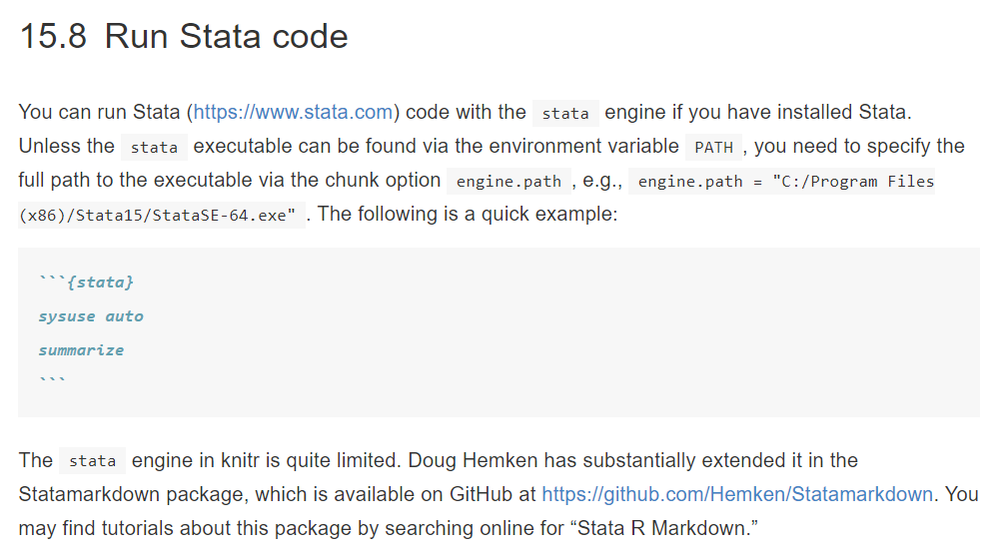 15.8 Run Stata code
You can run Stata (https://www.stata.com) code with the stata engine if you have installed Stata.
Unless the stata executable can be found via the environment variable PATH , you need to specify the
full path to the executable via the chunk option engine.path , e.g., engine.path = "C:/Program Files
(x86)/Stata15/StataSE-64.exe" . The following is a quick example:
```{stata}
sysuse auto
summarize
```
The stata engine in knitr is quite limited. Doug Hemken has substantially extended it in the
Statamarkdown package, which is available on GitHub at https://github.com/Hemken/Statamarkdown. You
may find tutorials about this package by searching online for “Stata R Markdown.”